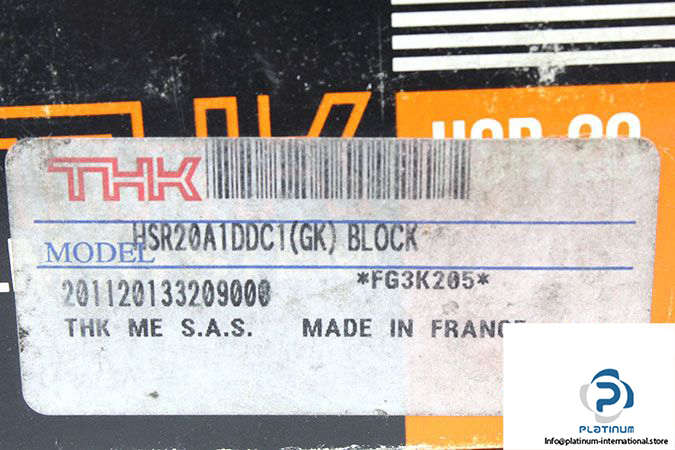 THK
HSR20A1DDC1(GK) BLOCK
MODEL
201120133209000
*FG3K205*
THK ME S.A.S. MADE IN FRANCE
PLATINUM
Info@platinum-international.store